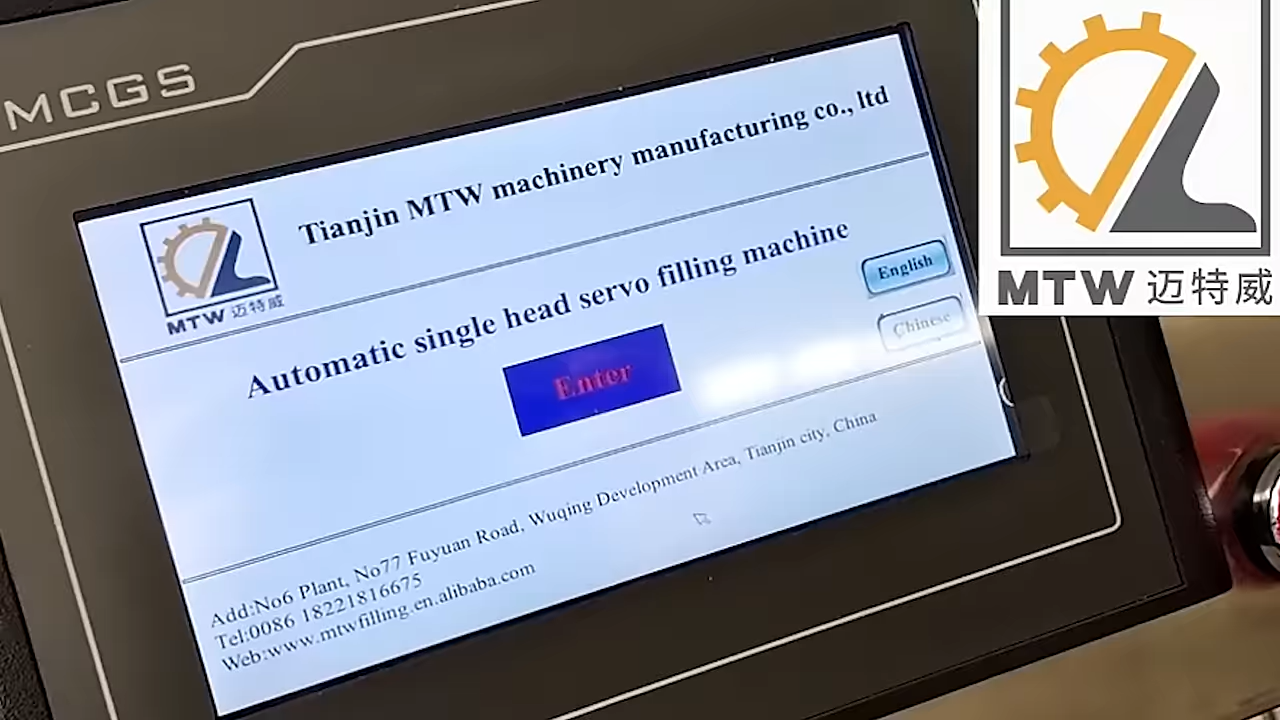 MCGS
Tianjin MTW machinery manufacturing co., ltd
MTW 迈特威
Automatic single head servo filling machine
English
Chinese
Enter
Add:No6 Plant, No77 Fuyuan Road, Wuqing Development Area, Tianjin city, China
Tel:0086 18221816675
Web:www.mtwfilling.en.alibaba.com
MTW 迈特威